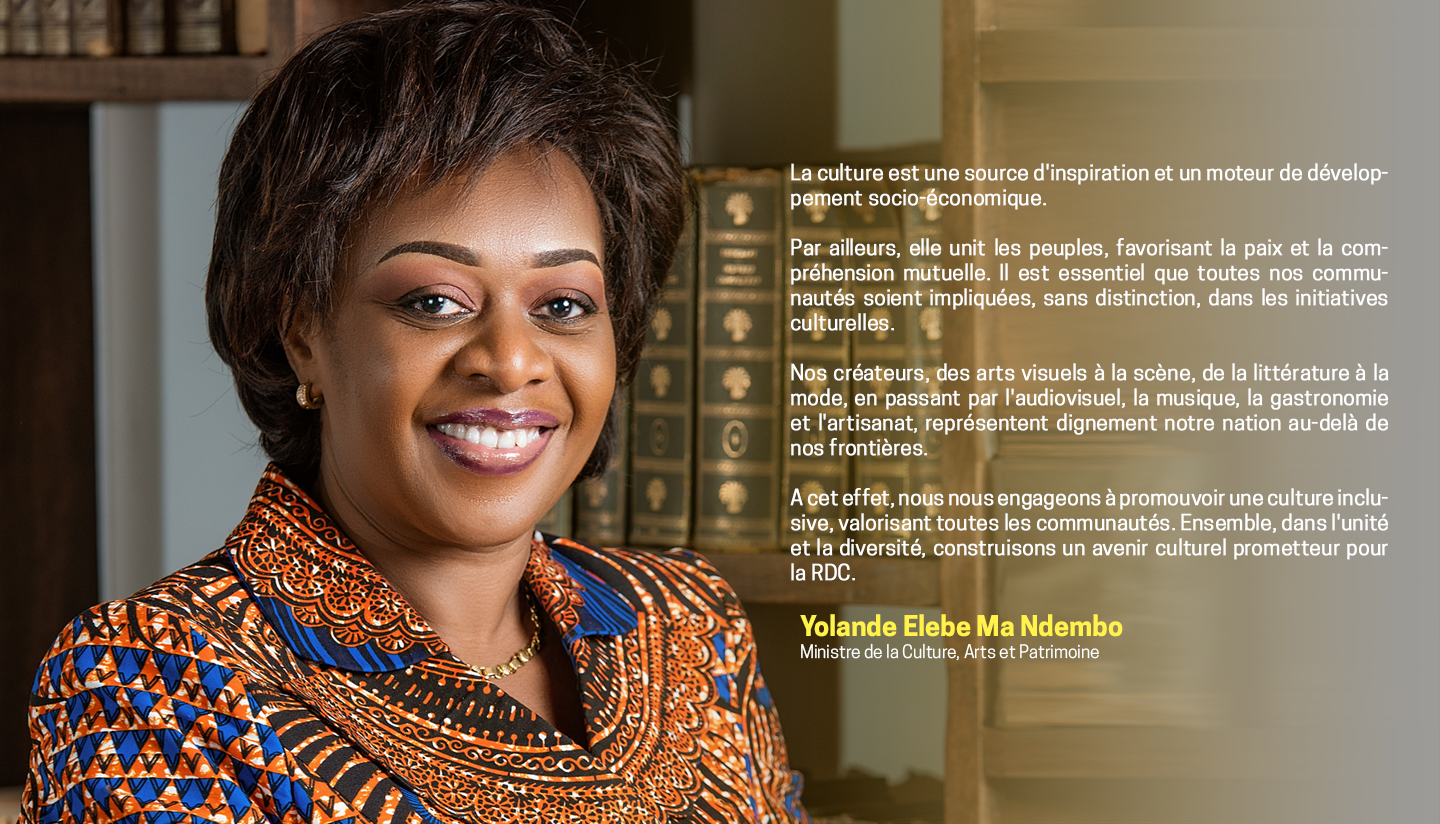 La culture est une source d'inspiration et un moteur de dévelop-
pement socio-économique.
Par ailleurs, elle unit les peuples, favorisant la paix et la com-
préhension mutuelle. Il est essentiel que toutes nos commu-
nautés soient impliquées, sans distinction, dans les initiatives
culturelles.
Nos créateurs, des arts visuels à la scène, de la littérature à la
mode, en passant par l'audiovisuel, la musique, la gastronomie
et l'artisanat, représentent dignement notre nation au-delà de
nos frontières.
A cet effet, nous nous engageons à promouvoir une culture inclu-
sive, valorisant toutes les communautés. Ensemble, dans l'unité
et la diversité, construisons un avenir culturel prometteur pour
la RDC.
Yolande Elebe Ma Ndembo
Ministre de la Culture, Arts et Patrimoine